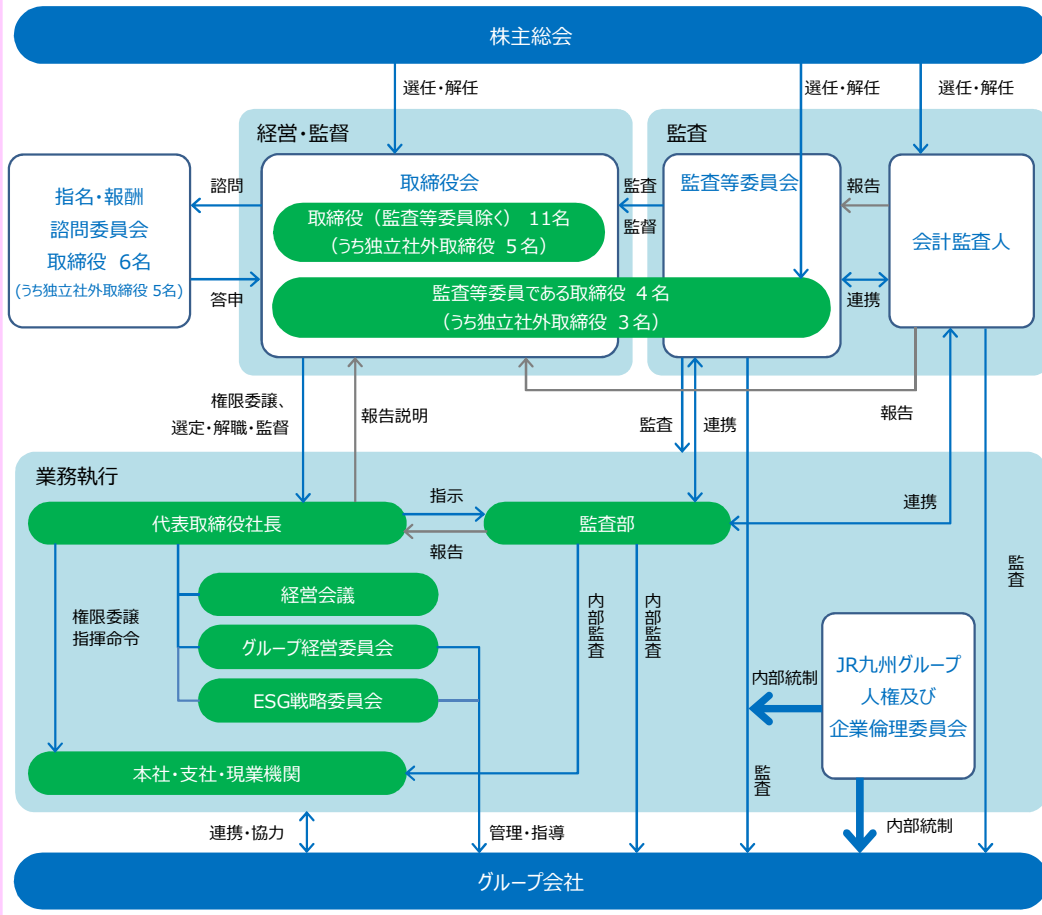 株主総会
選任・解任
選任・解任
選任・解任
経営・監督
監査
指名・報酬
諮問委員会
取締役 6名
(うち独立社外取締役 5名)
諮問
答申
取締役会
取締役（監査等委員除く） 11名
（うち独立社外取締役 5名）
監査等委員である取締役 4名
（うち独立社外取締役 3名）
監査
監督
監査等委員会
報告
連携
会計監査人
権限委譲、
選定・解職・監督
報告説明
監査
連携
報告
業務執行
代表取締役社長
指示
報告
監査部
連携
監査
権限委譲
指揮命令
経営会議
グループ経営委員会
ESG戦略委員会
内部監査
内部監査
内部統制
JR九州グループ
人権及び
企業倫理委員会
本社・支社・現業機関
監査
連携・協力
管理・指導
内部統制
グループ会社